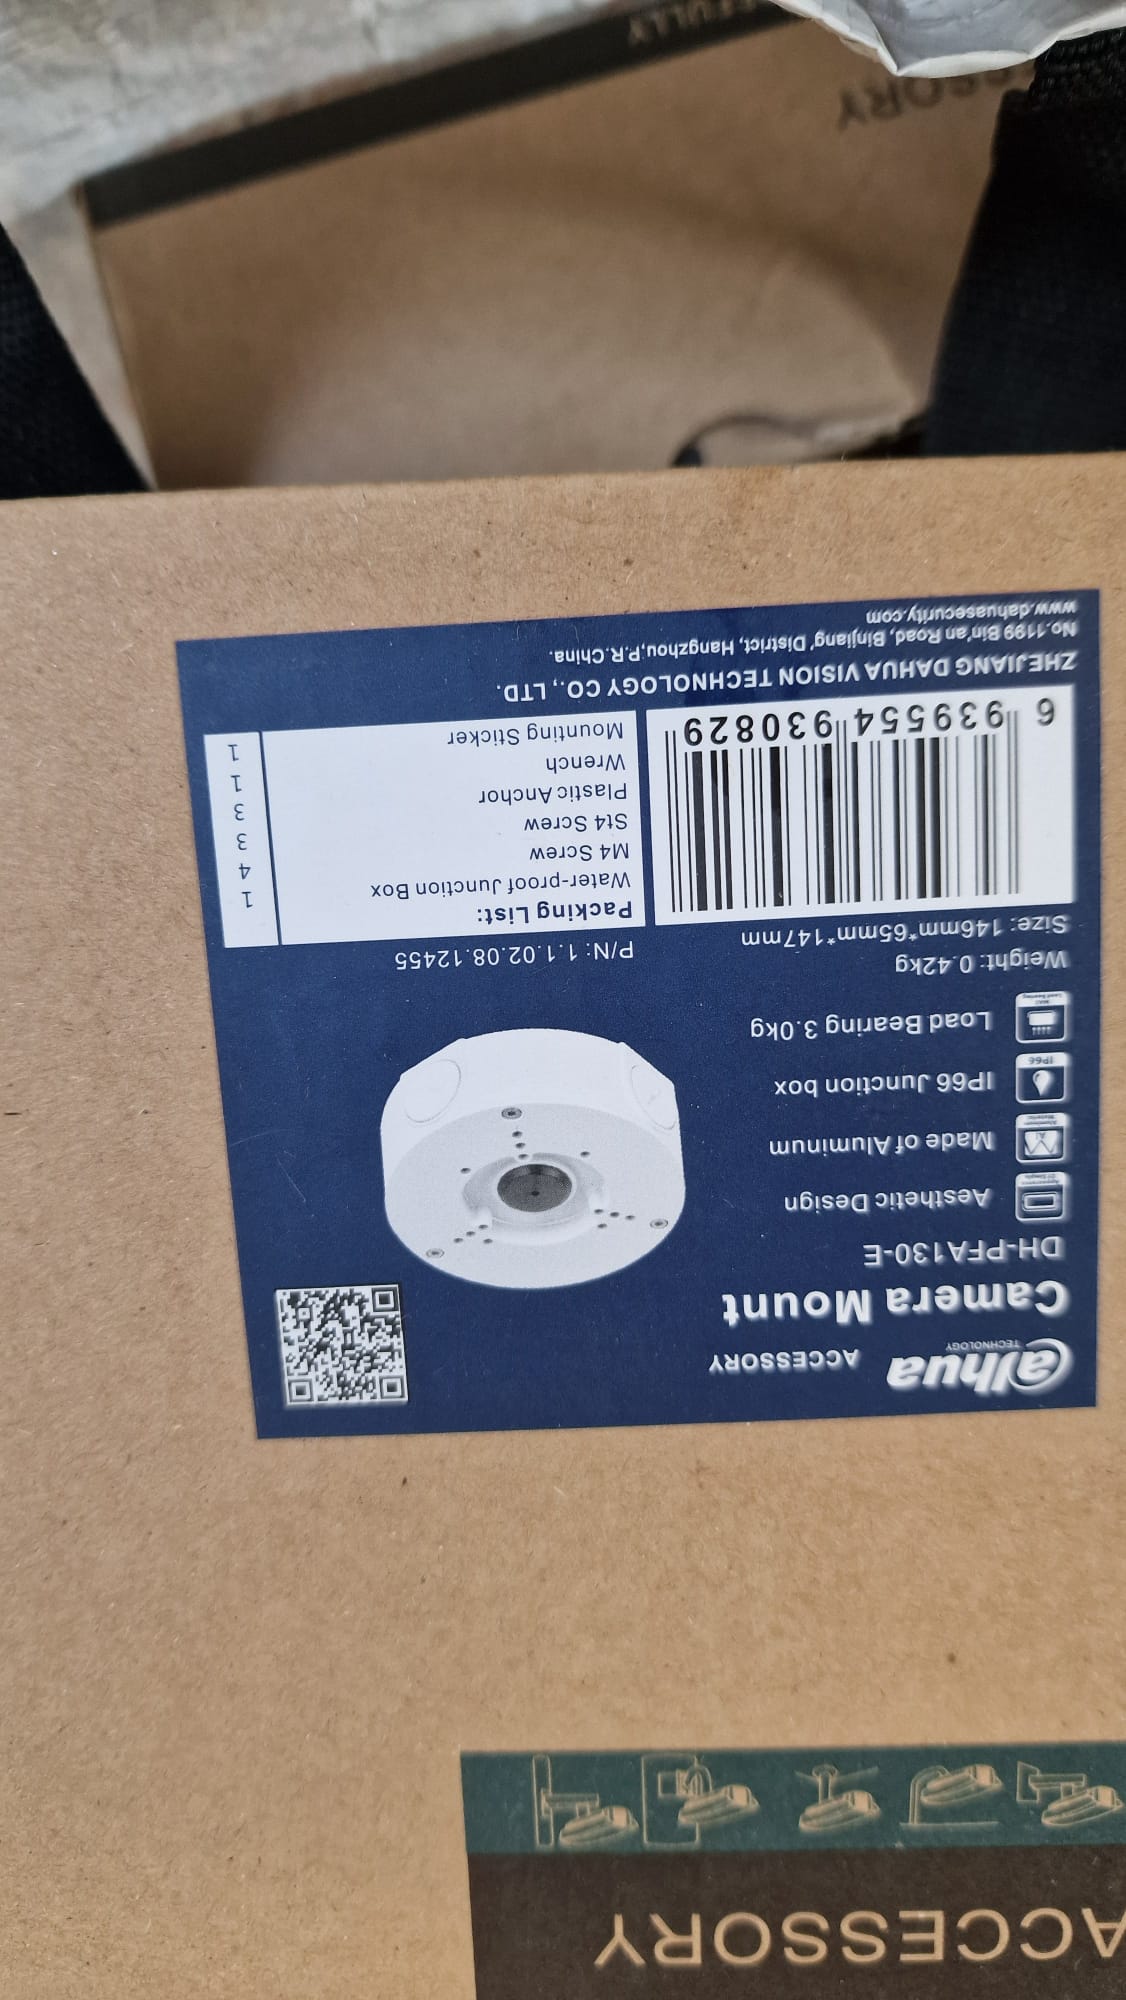 alhua
TECHNOLOGY
ACCESSORY
Camera Mount
DH-PFA130-E
Aesthetic Design
Made of Aluminum
IP66 Junction box
IP66
Load Bearing 3.0kg
Weight: 0.42kg
Size: 146mm*65mm*147mm
P/N: 1.1.02.08.12455
Packing List:
Water-proof Junction Box 1
M4 Screw 4
St4 Screw 3
Plastic Anchor 3
Wrench 1
Mounting Sticker 1
6 939554 930829
ZHEJIANG DAHUA VISION TECHNOLOGY CO., LTD.
No.1199 Bin'an Road, Binjiang District, Hangzhou,P.R.China.
www.dahuasecurity.com
ACCESSORY